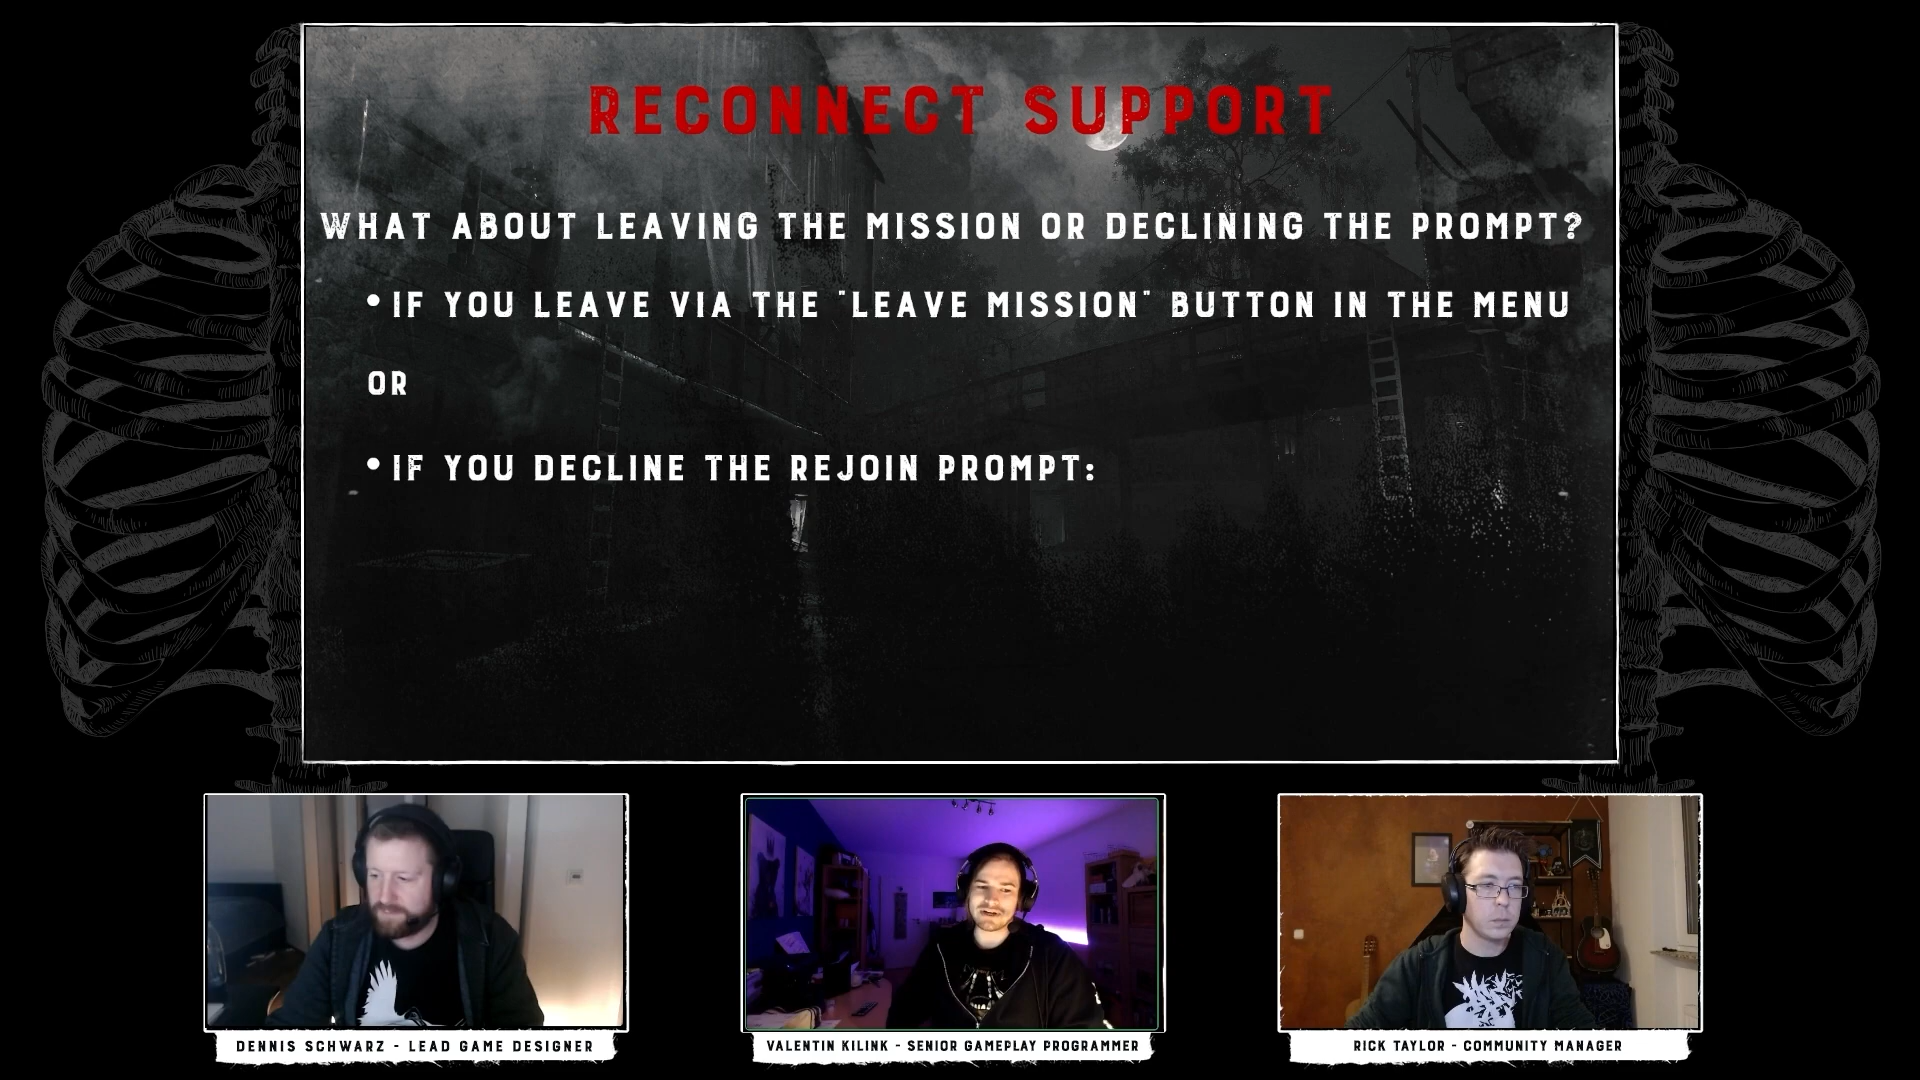 RECONNECT SUPPORT
WHAT ABOUT LEAVING THE MISSION OR DECLINING THE PROMPT?
• IF YOU LEAVE VIA THE "LEAVE MISSION" BUTTON IN THE MENU
OR
• IF YOU DECLINE THE REJOIN PROMPT:
DENNIS SCHWARZ - LEAD GAME DESIGNER
VALENTIN KILINK - SENIOR GAMEPLAY PROGRAMMER
RICK TAYLOR - COMMUNITY MANAGER